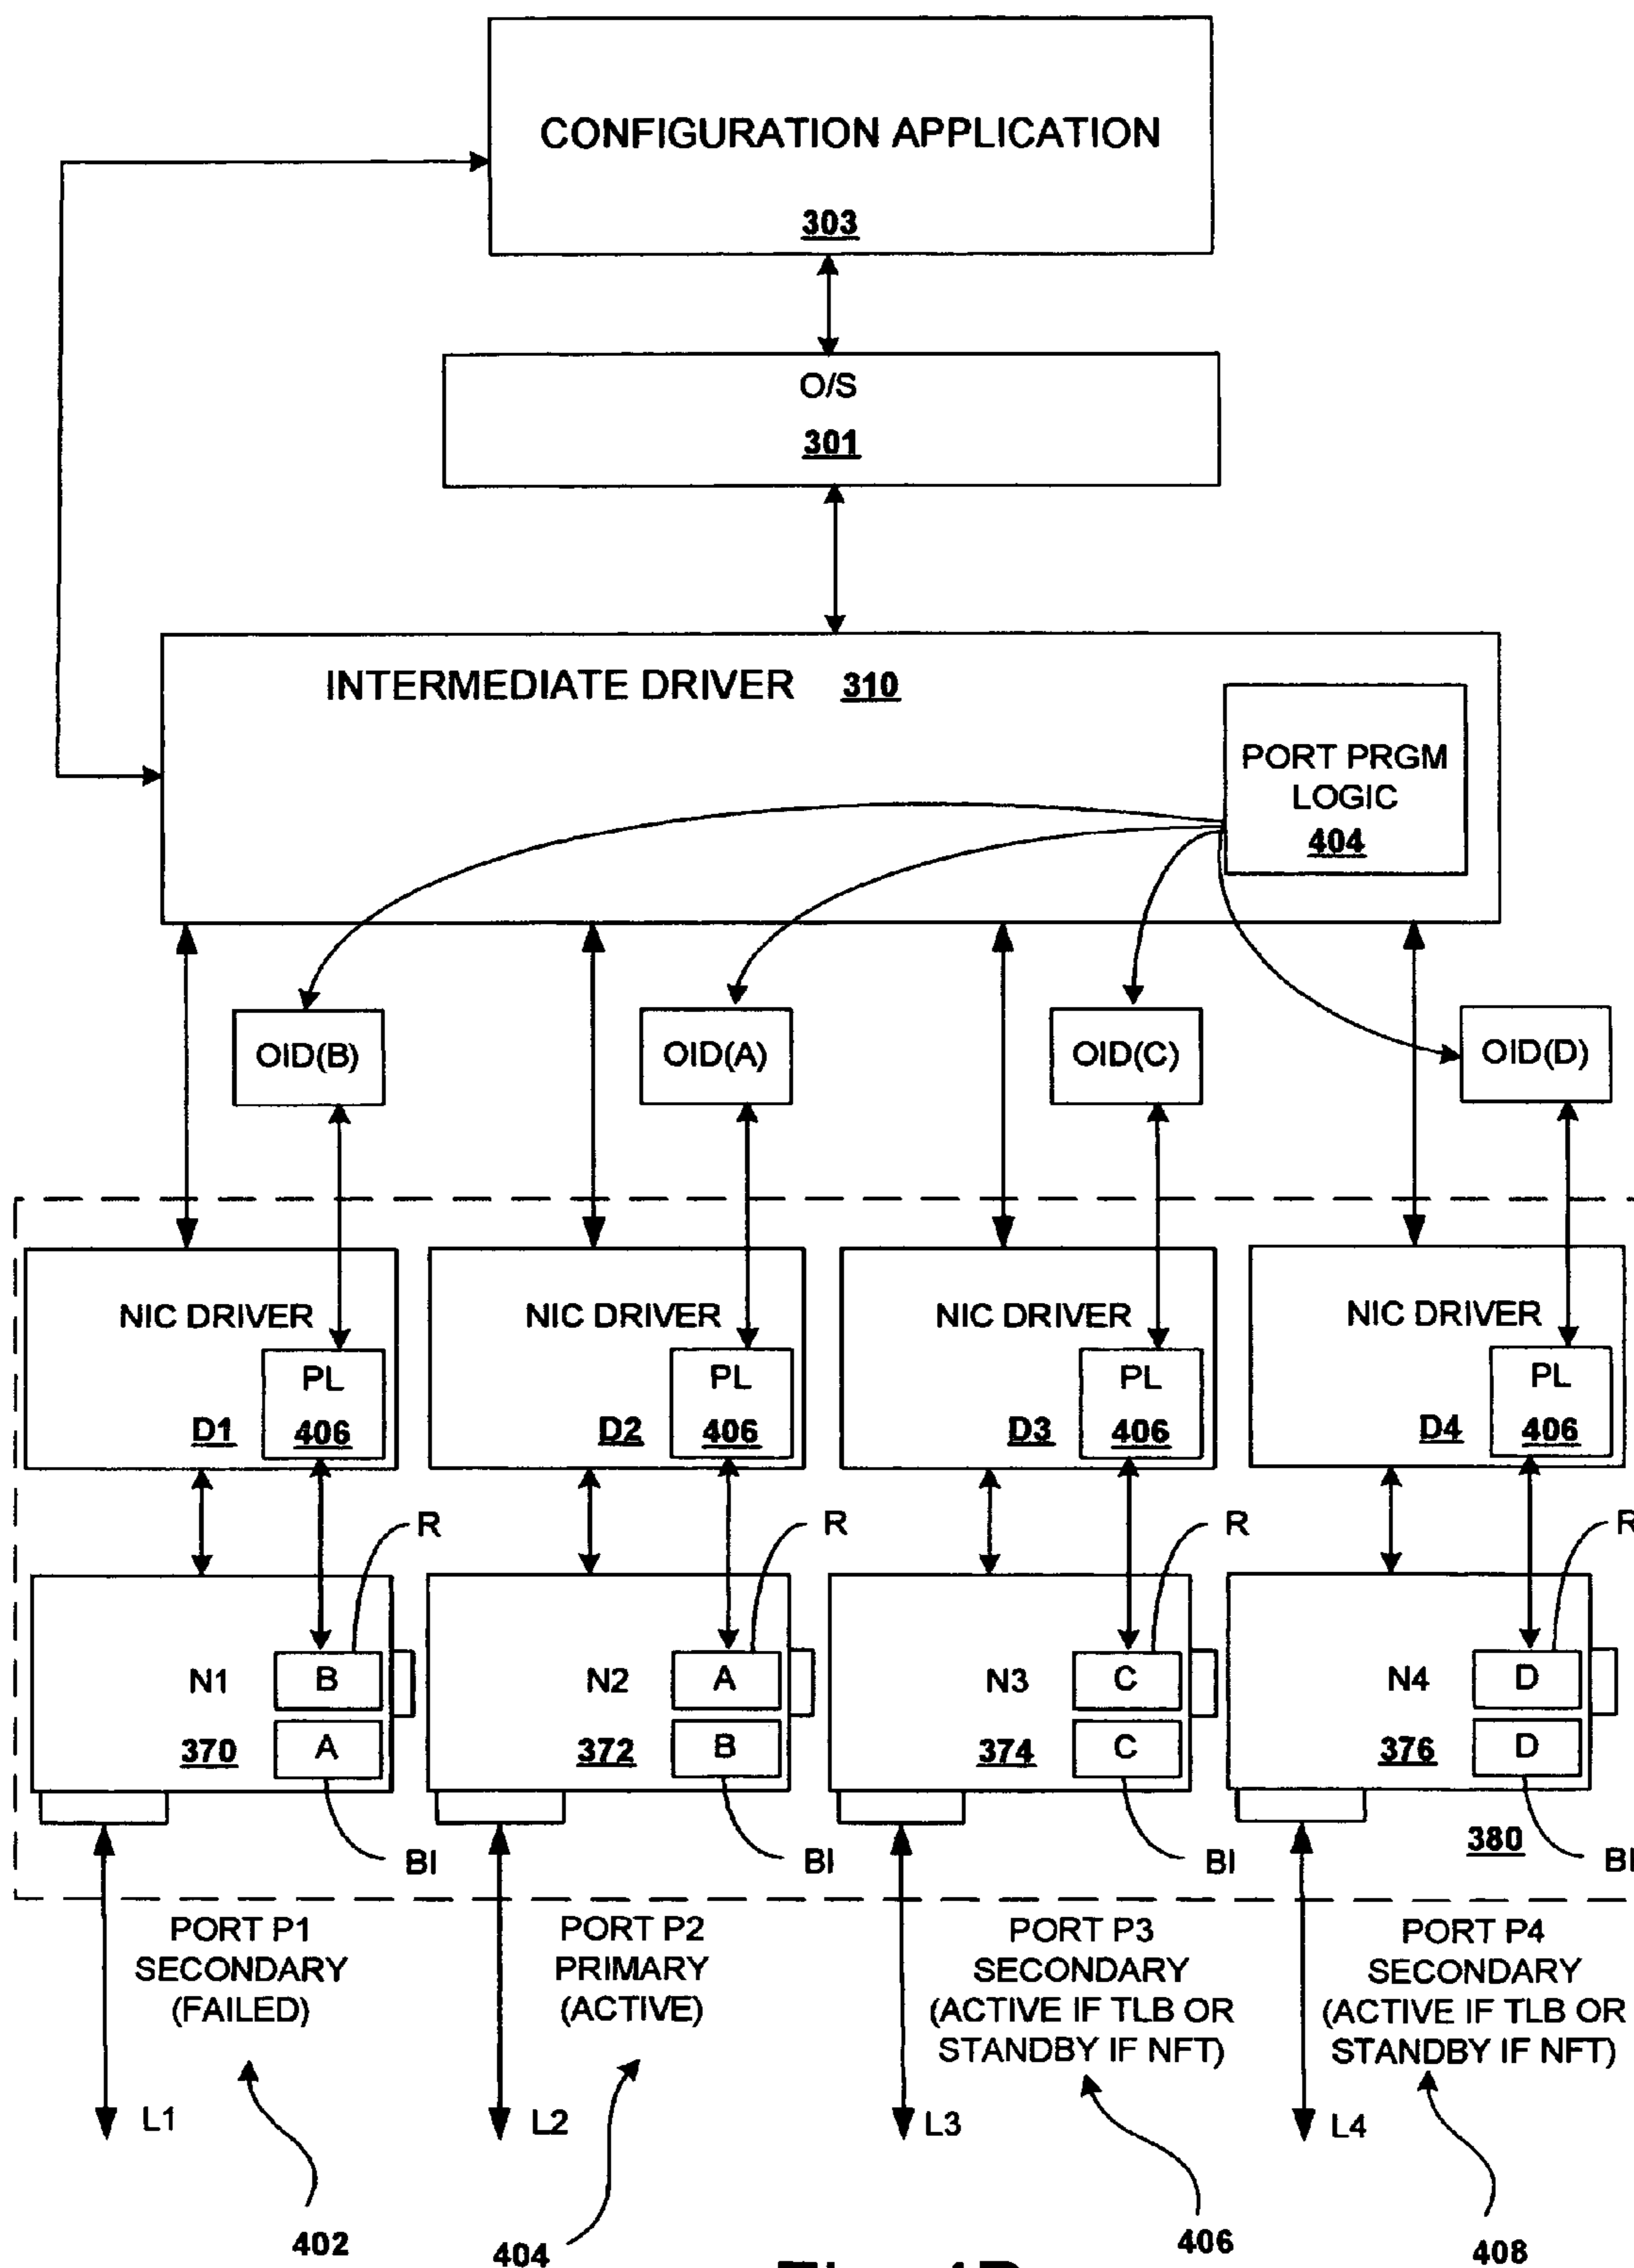 CONFIGURATION APPLICATION
303
O/S
301
INTERMEDIATE DRIVER 310
PORT PRGM
LOGIC
404
OID(B)
OID(A)
OID(C)
OID(D)
NIC DRIVER
PL
D1
406
NIC DRIVER
PL
D2
406
NIC DRIVER
PL
D3
406
NIC DRIVER
PL
D4
406
R
R
R
R
N1
B
370
A
N2
A
372
B
N3
C
374
C
N4
D
376
D
380
BI
BI
BI
BI
PORT P1
SECONDARY
(FAILED)
PORT P2
PRIMARY
(ACTIVE)
PORT P3
SECONDARY
(ACTIVE IF TLB OR
STANDBY IF NFT)
PORT P4
SECONDARY
(ACTIVE IF TLB OR
STANDBY IF NFT)
L1
L2
L3
L4
402
404
406
408